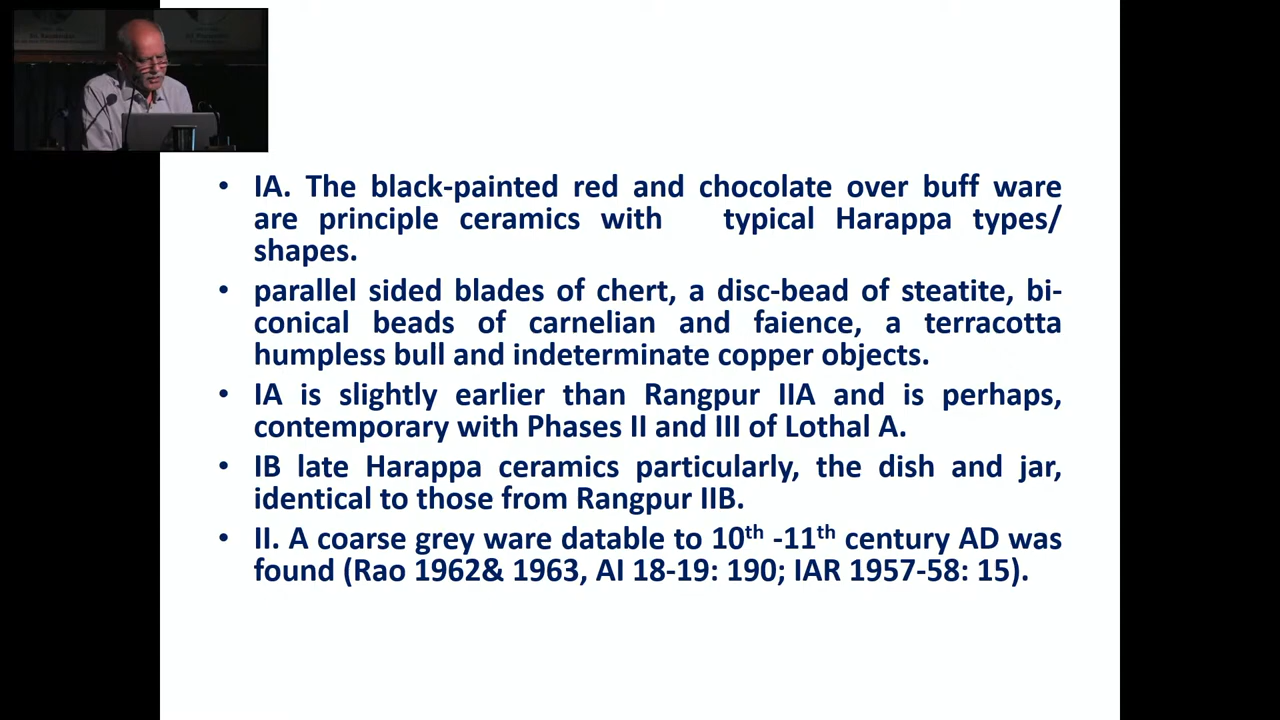 • IA. The black-painted red and chocolate over buff ware
are principle ceramics with typical Harappa types/
shapes.
• parallel sided blades of chert, a disc-bead of steatite, bi-
conical beads of carnelian and faience, a terracotta
humpless bull and indeterminate copper objects.
• IA is slightly earlier than Rangpur IIA and is perhaps,
contemporary with Phases II and III of Lothal A.
• IB late Harappa ceramics particularly, the dish and jar,
identical to those from Rangpur IIB.
• II. A coarse grey ware datable to 10th -11th century AD was
found (Rao 1962& 1963, AI 18-19: 190; IAR 1957-58: 15).